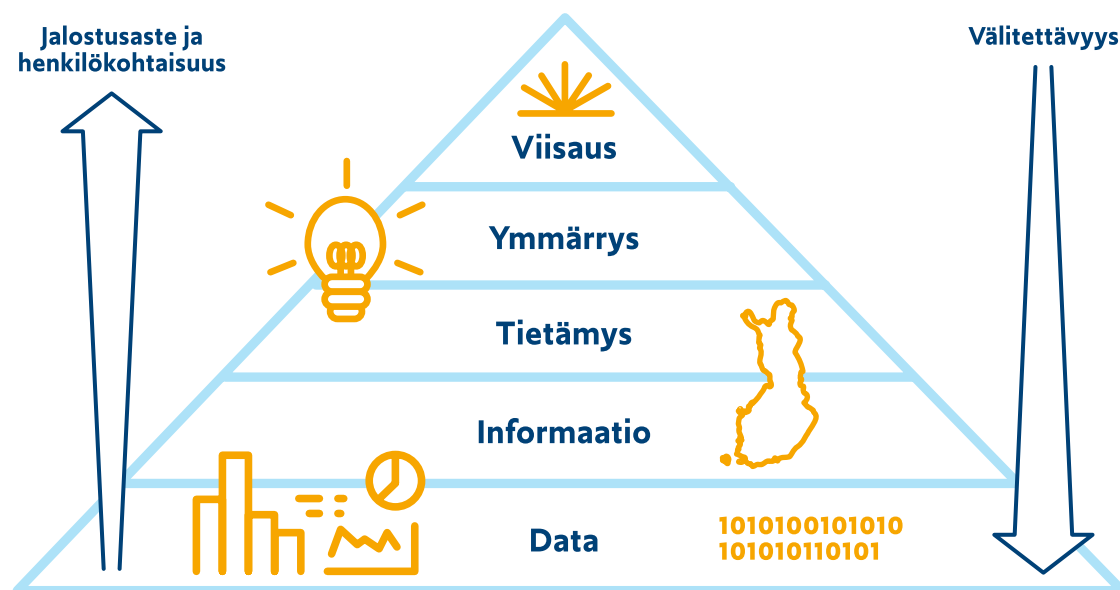 Jalostusaste ja
henkilökohtaisuus
Välitettävyys
Viisaus
Ymmärrys
Tietämys
Informaatio
Data
1010100101010
101010110101